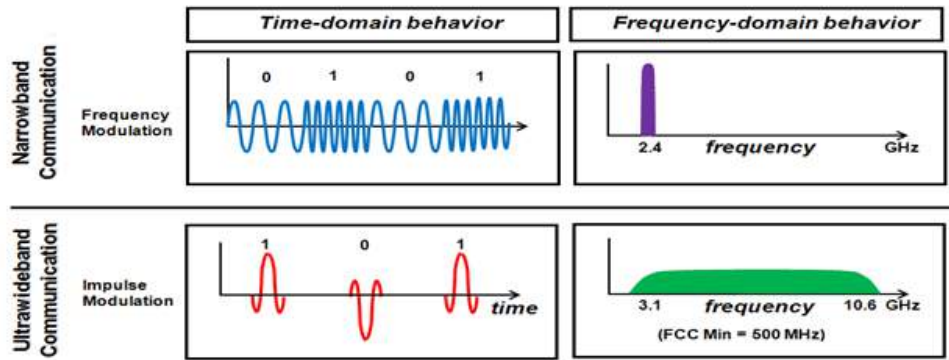 Time-domain behavior
Frequency-domain behavior
Narrowband
Communication
Frequency
Modulation
0 1 0 1
2.4
frequency
GHz
Ultrawideband
Communication
Impulse
Modulation
1 0 1
time
3.1
frequency
10.6
GHz
(FCC Min = 500 MHz)